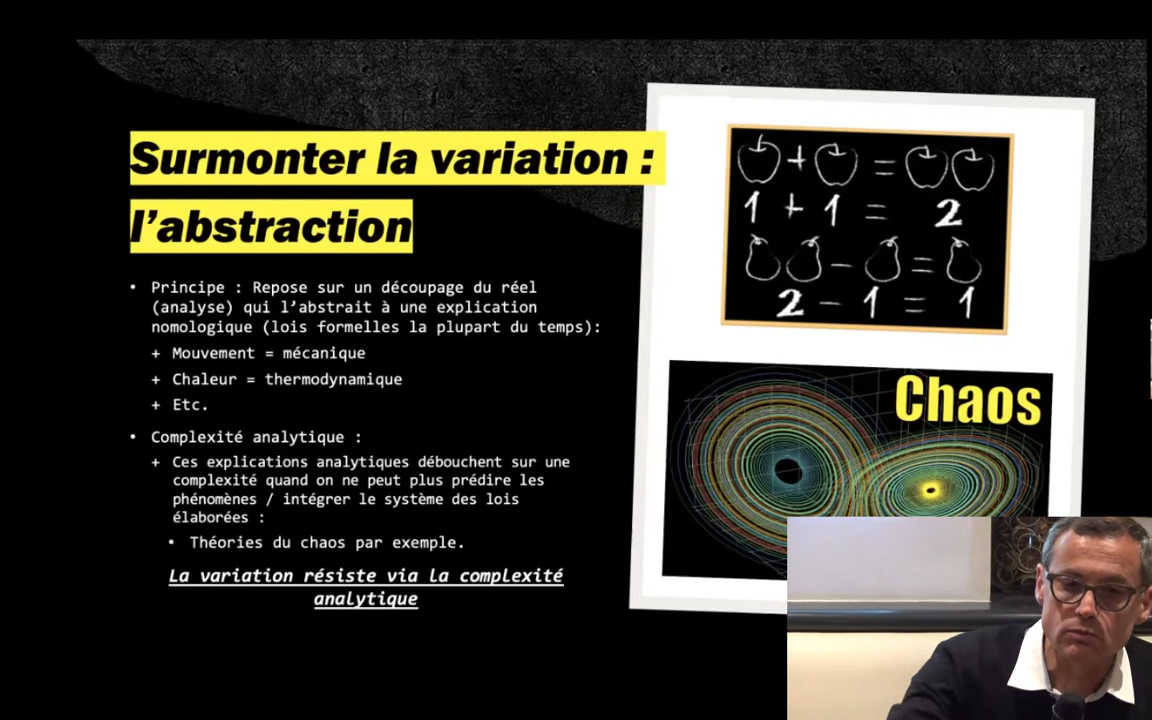 Surmonter la variation :
l’abstraction
• Principe : Repose sur un découpage du réel
(analyse) qui l’abstrait à une explication
nomologique (lois formelles la plupart du temps):
+ Mouvement = mécanique
+ Chaleur = thermodynamique
+ Etc.
• Complexité analytique :
+ Ces explications analytiques débouchent sur une
complexité quand on ne peut plus prédire les
phénomènes / intégrer le système des lois
élaborées :
• Théories du chaos par exemple.
La variation résiste via la complexité
analytique
+ =
1 + 1 = 2
- =
2 - 1 = 1
Chaos